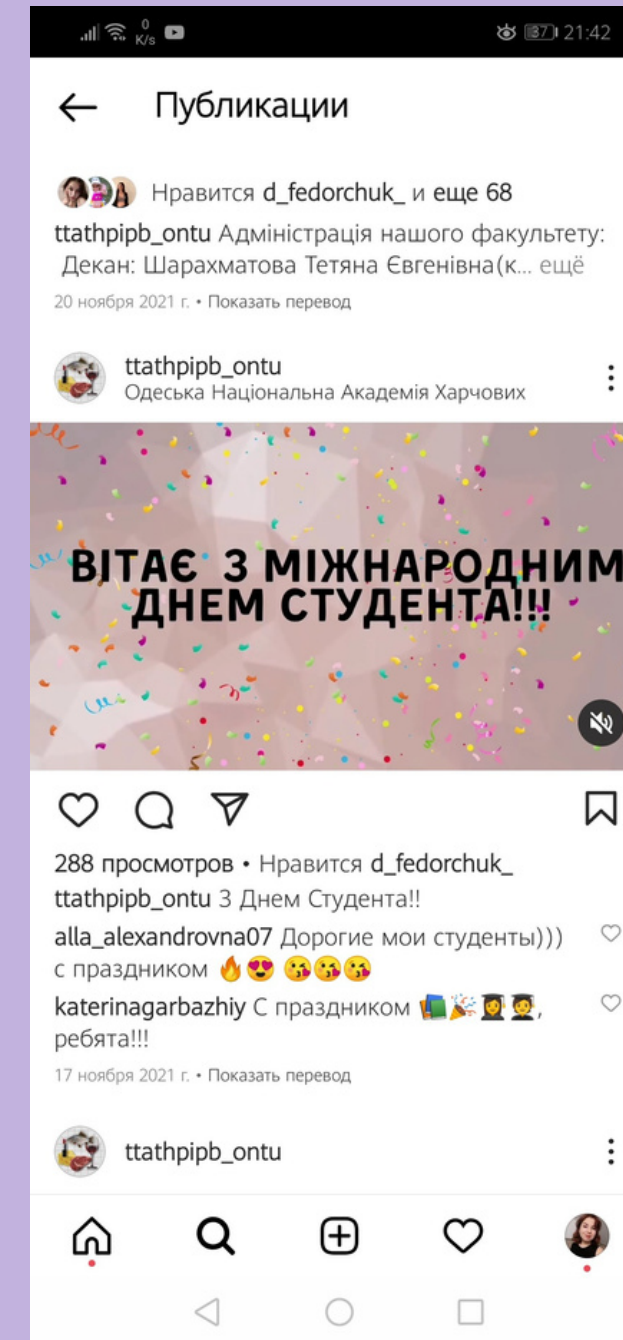 0
K/s
37 21:42
Публикации
Нравится d_fedorchuk_ и еще 68
ttathpipb_ontu Адміністрація нашого факультету:
Декан: Шарахматова Тетяна Євгенівна(к... ещё
20 ноября 2021 г. • Показать перевод
ttathpipb_ontu
Одеська Національна Академія Харчових
ВІТАЄ З МІЖНАРОДНИМ
ДНЕМ СТУДЕНТА!!!
288 просмотров • Нравится d_fedorchuk_
ttathpipb_ontu З Днем Студента!!
alla_alexandrovna07 Дорогие мои студенты)))
с праздником 🔥😍 😘😘😘
katerinagarbazhiy С праздником 📚🎉👩‍🎓🧑‍🎓,
ребята!!!
17 ноября 2021 г. • Показать перевод
ttathpipb_ontu